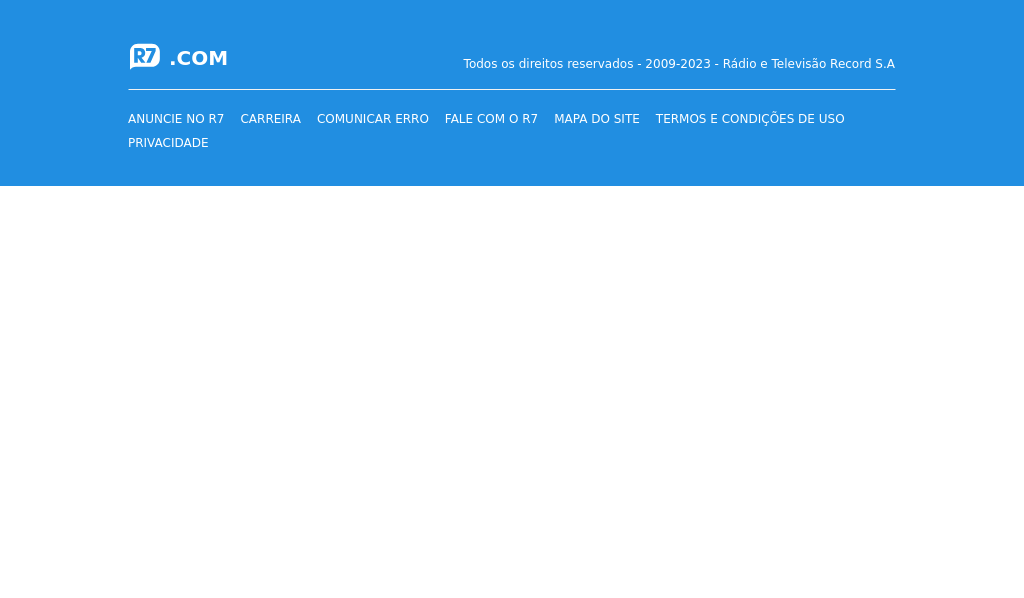 R7 .COM
Todos os direitos reservados - 2009-2023 - Rádio e Televisão Record S.A
ANUNCIE NO R7 CARREIRA COMUNICAR ERRO FALE COM O R7 MAPA DO SITE TERMOS E CONDIÇÕES DE USO
PRIVACIDADE